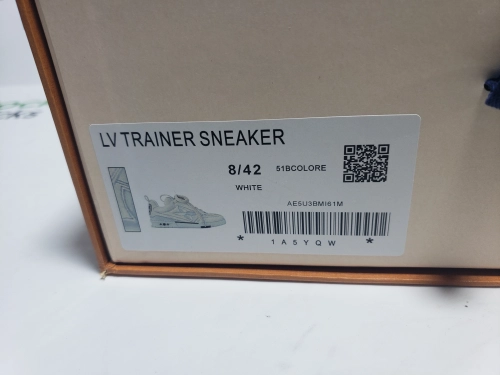 LV TRAINER SNEAKER
8/42 51BCOLORE
WHITE
AE5U3BMI61M
* 1A5YQW *